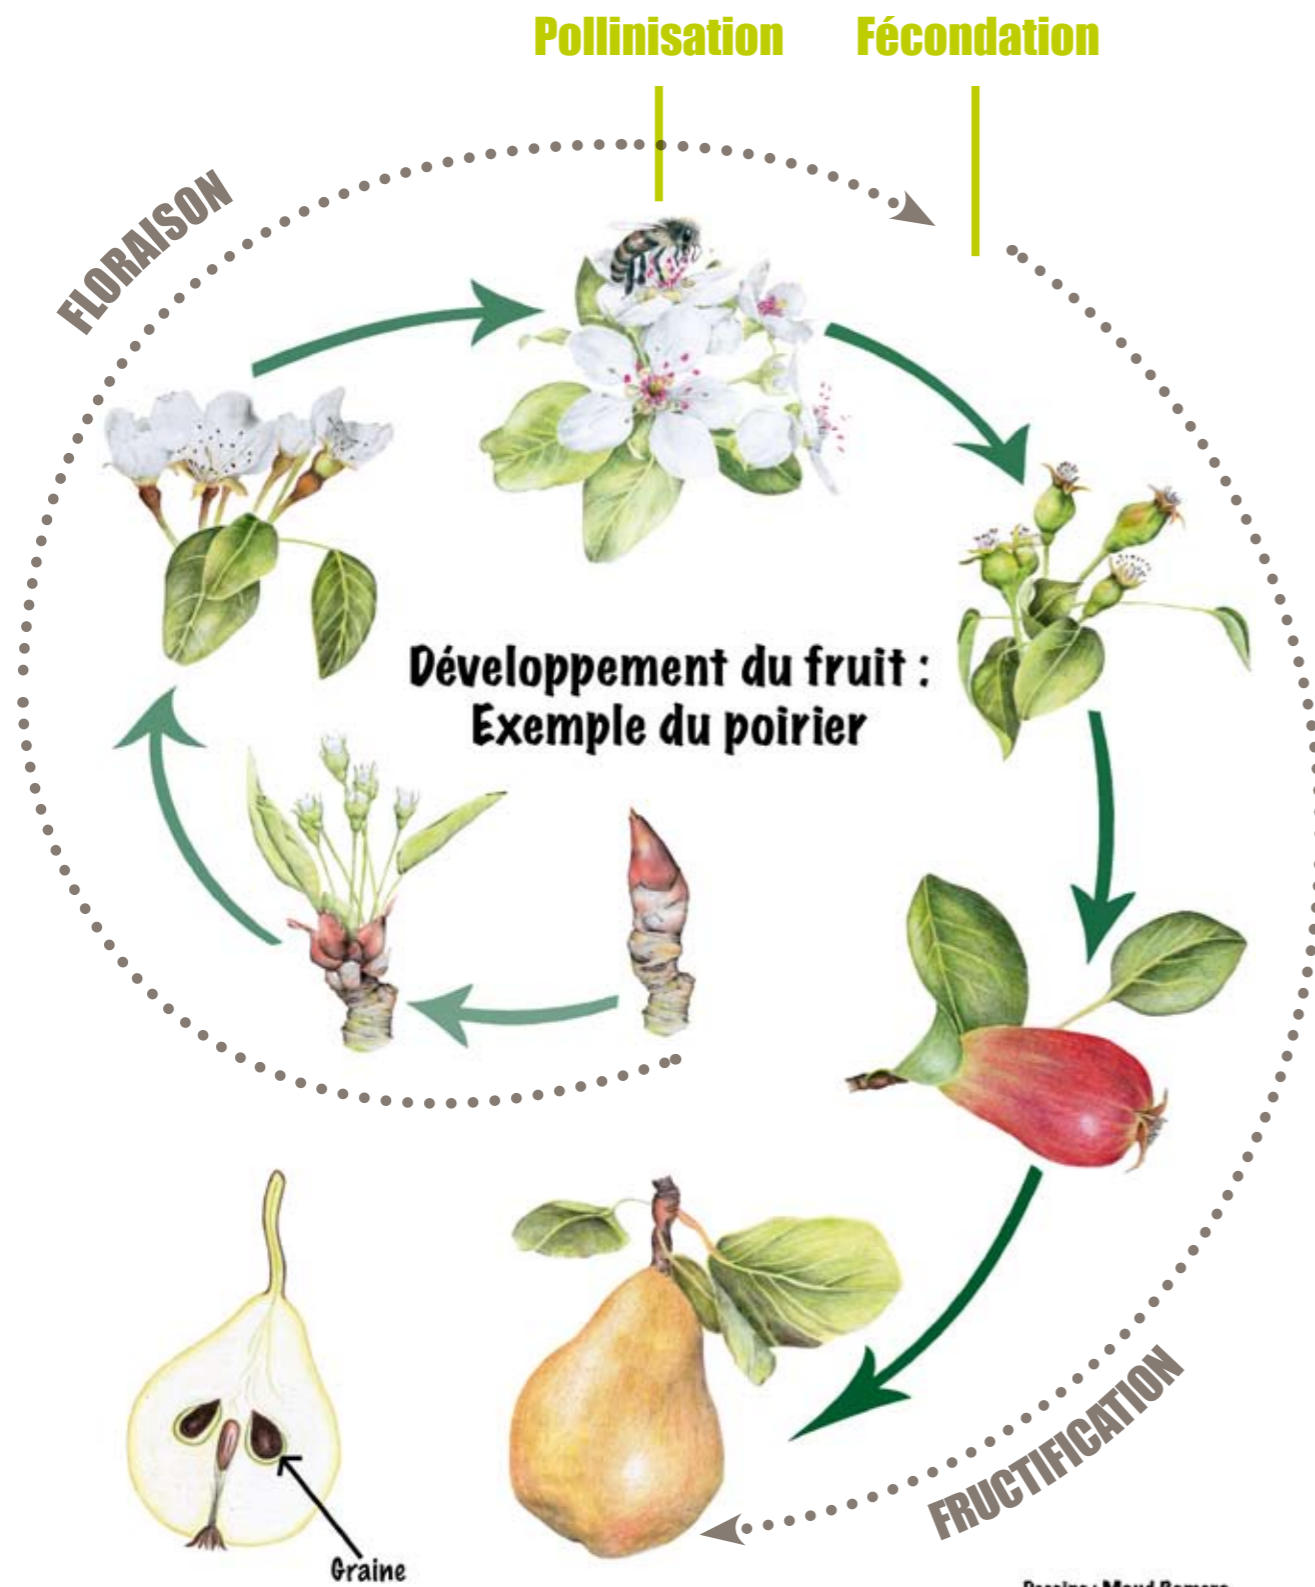 Pollinisation
Fécondation
FLORAISON
Développement du fruit :
Exemple du poirier
FRUCTIFICATION
Graine